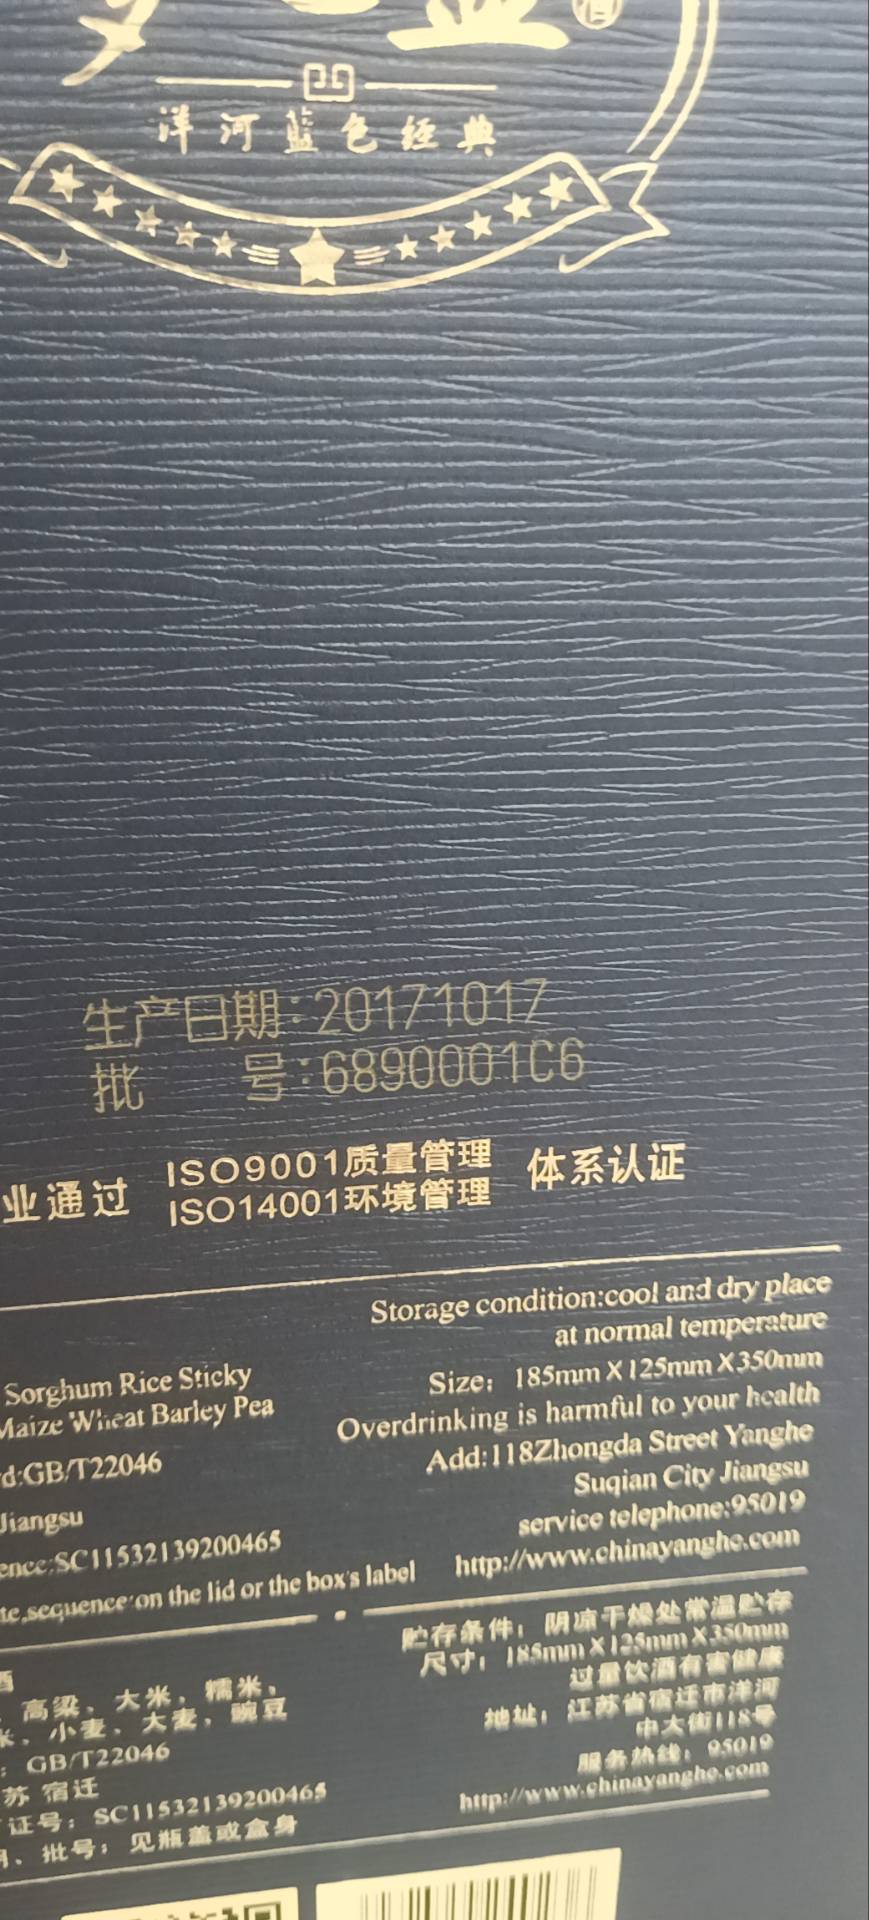 梦之蓝
酒
洋河蓝色经典
生产日期:20171017
批 号:6890001C6
业通过 ISO9001质量管理 体系认证
ISO14001环境管理
Storage condition:cool and dry place
at normal temperature
Size: 185mm X 125mm X 350mm
Overdrinking is harmful to your health
Add:118Zhongda Street Yanghe
Suqian City Jiangsu
service telephone:95019
http://www.chinayanghe.com
Sorghum Rice Sticky
Maize Wheat Barley Pea
d:GB/T22046
Jiangsu
ence:SC11532139200465
te,sequence:on the lid or the box's label
贮存条件: 阴凉干燥处常温贮存
尺寸: 185mm X 125mm X 350mm
过量饮酒有害健康
地址: 江苏省宿迁市洋河
中大街118号
服务热线: 95019
http://www.chinayanghe.com
酒
高粱、大米、糯米、
米、小麦、大麦、豌豆
: GB/T22046
苏 宿迁
证号: SC11532139200465
、批号: 见瓶盖或盒身